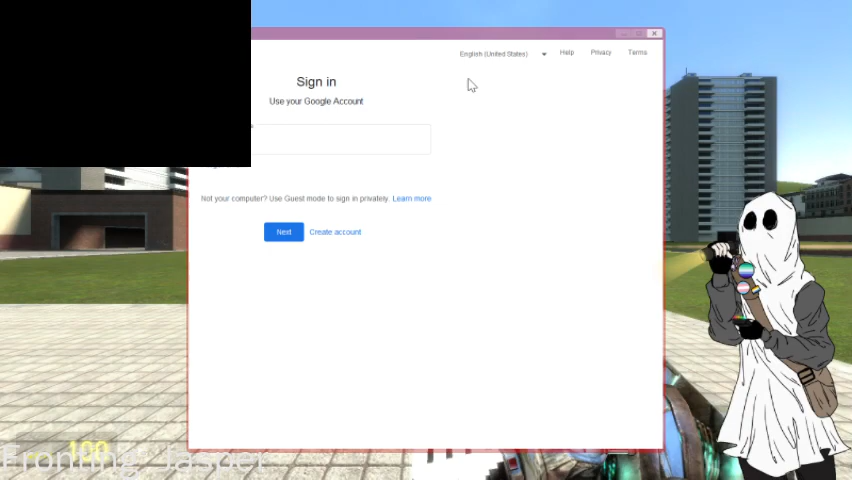 English (United States)
Help
Privacy
Terms
Sign in
Use your Google Account
Not your computer? Use Guest mode to sign in privately. Learn more
Next
Create account
100
Fronting: Jasper